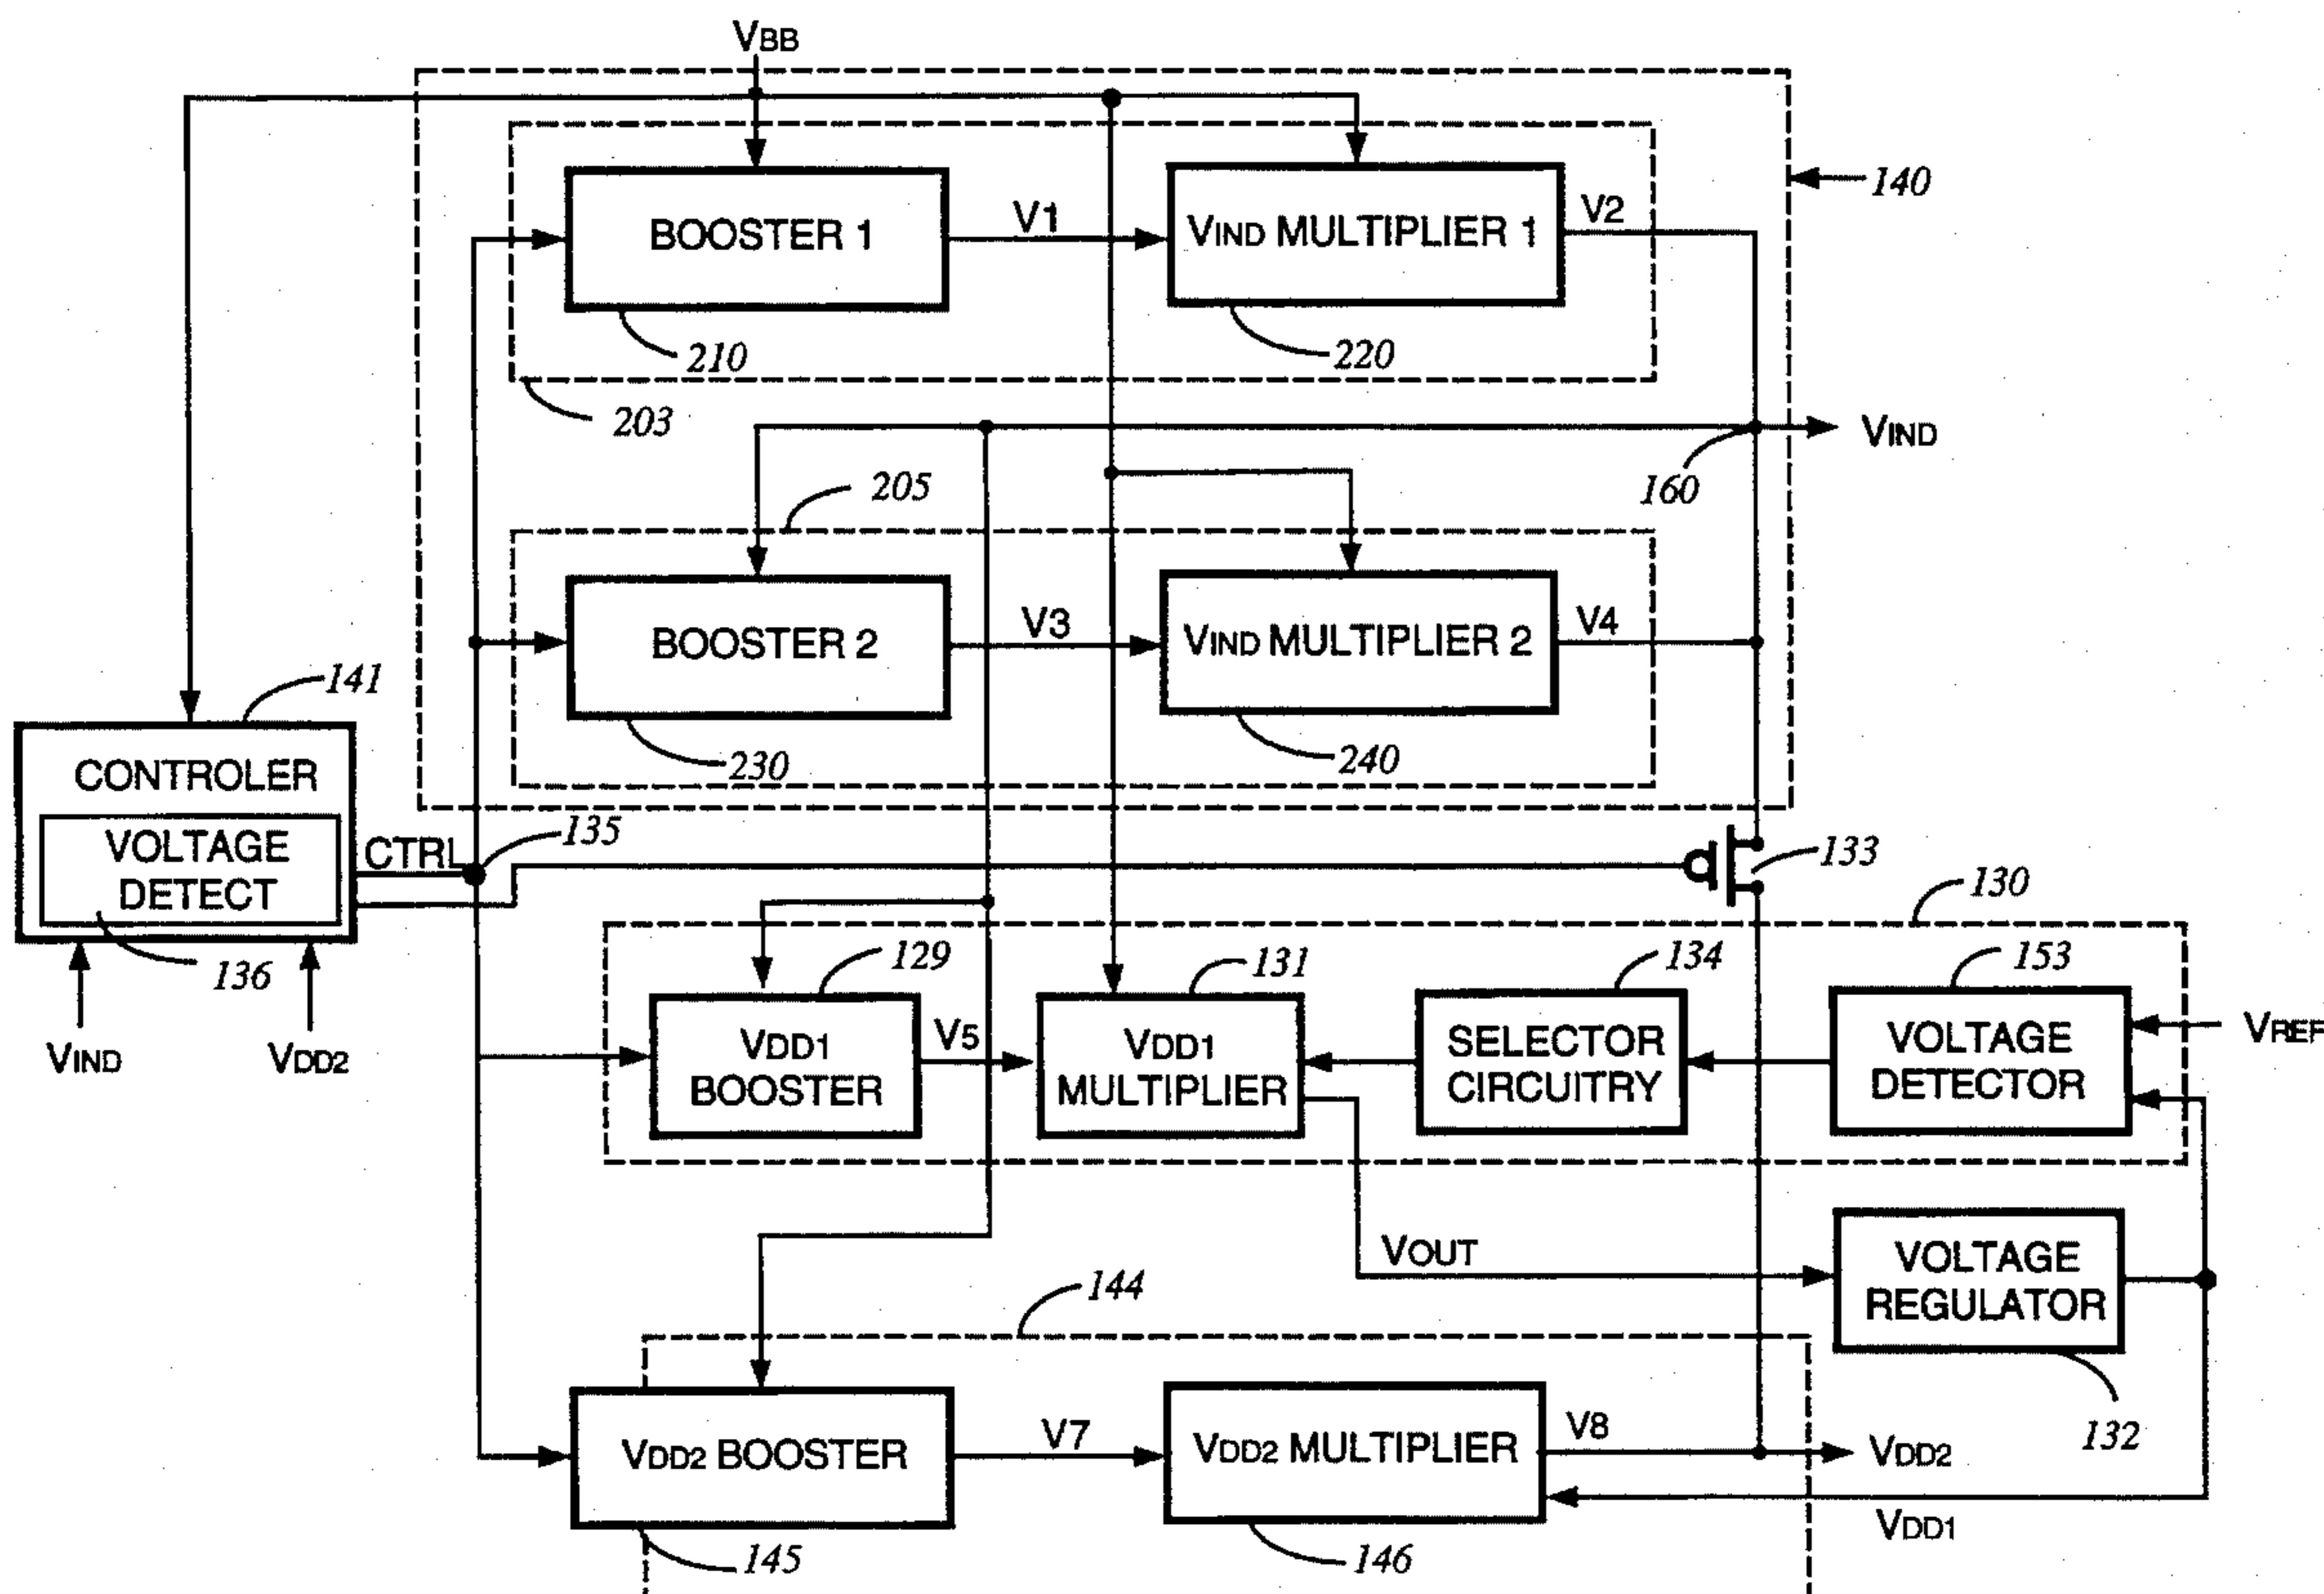 VBB
140
BOOSTER 1
V1
VIND MULTIPLIER 1
V2
210
220
203
VIND
205
160
BOOSTER 2
V3
VIND MULTIPLIER 2
V4
141
230
240
CONTROLER
VOLTAGE
DETECT
CTRL
135
133
130
136
129
131
134
153
VIND
VDD2
VDD1
BOOSTER
V5
VDD1
MULTIPLIER
SELECTOR
CIRCUITRY
VOLTAGE
DETECTOR
VREF
VOUT
VOLTAGE
REGULATOR
144
132
VDD2 BOOSTER
V7
VDD2 MULTIPLIER
V8
VDD2
VDD1
145
146